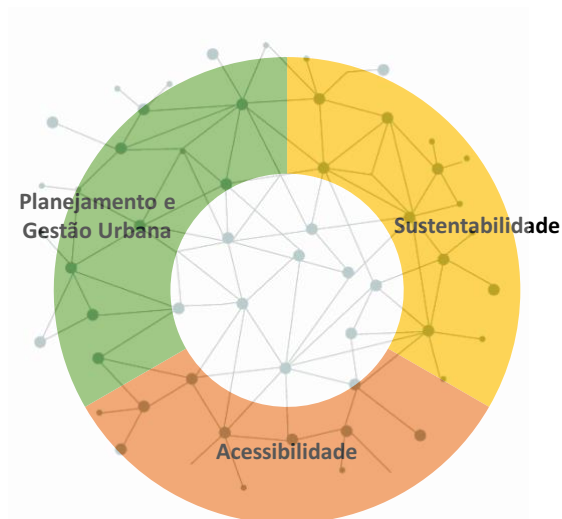 Planejamento e
Gestão Urbana
Sustentabilidade
Acessibilidade